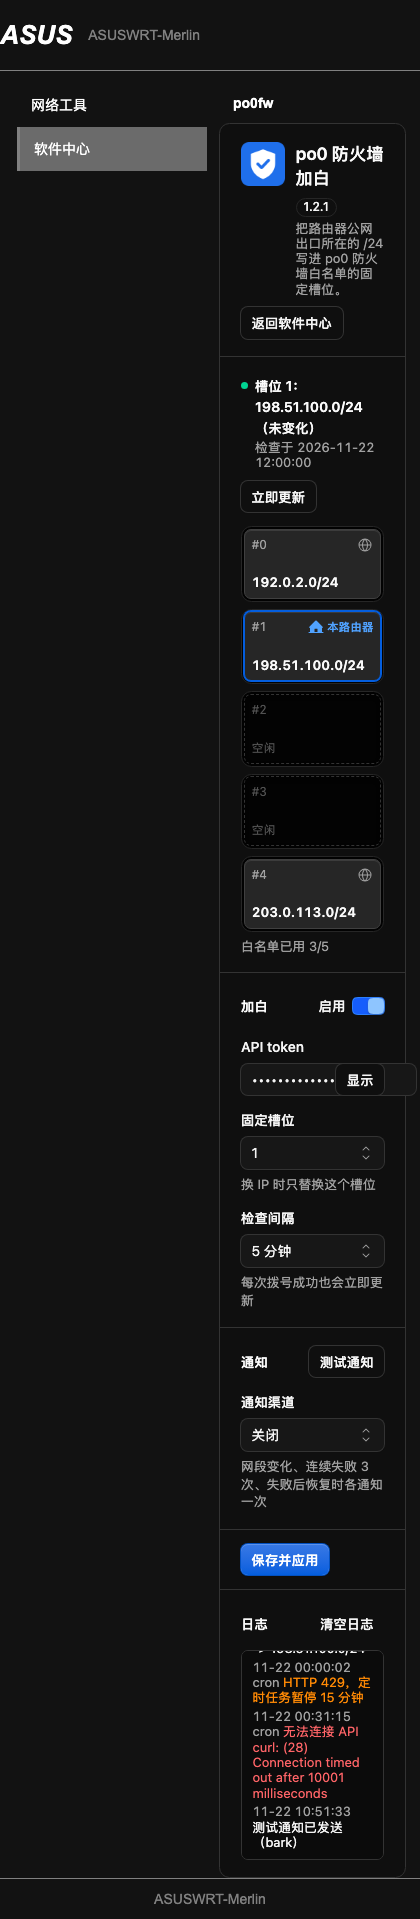 ASUS ASUSWRT-Merlin
网络工具
软件中心
po0fw
po0 防火墙
加白
1.2.1
把路由器公网
出口所在的 /24
写进 po0 防火
墙白名单的固
定槽位。
返回软件中心
槽位 1:
198.51.100.0/24
（未变化）
检查于 2026-11-22
12:00:00
立即更新
#0
192.0.2.0/24
#1 本路由器
198.51.100.0/24
#2
空闲
#3
空闲
#4
203.0.113.0/24
白名单已用 3/5
加白 启用
API token
••••••••••••• 显示
固定槽位
1
换 IP 时只替换这个槽位
检查间隔
5 分钟
每次拨号成功也会立即更
新
通知 测试通知
通知渠道
关闭
网段变化、连续失败 3
次、失败后恢复时各通知
一次
保存并应用
日志 清空日志
11-22 00:00:02
cron HTTP 429，定
时任务暂停 15 分钟
11-22 00:31:15
cron 无法连接 API
curl: (28)
Connection timed
out after 10001
milliseconds
11-22 10:51:33
测试通知已发送
（bark）
ASUSWRT-Merlin